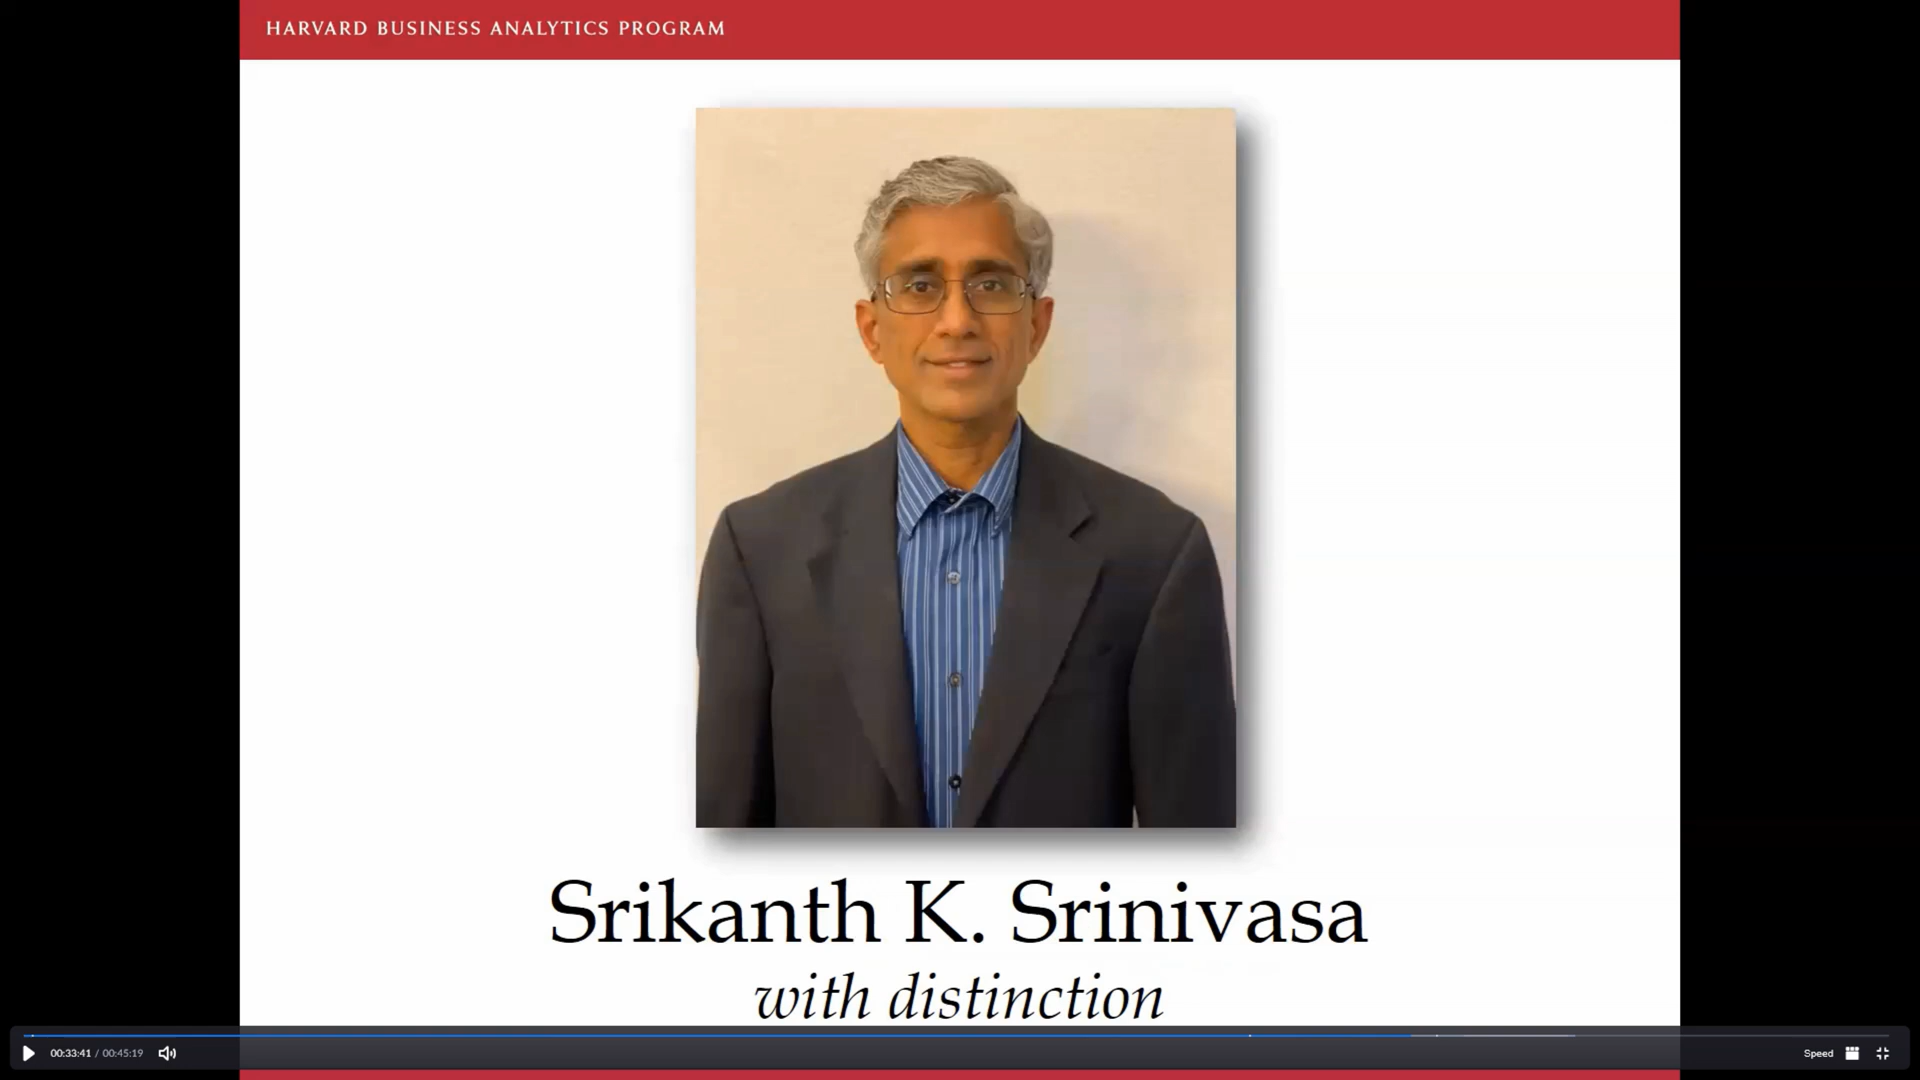 HARVARD BUSINESS ANALYTICS PROGRAM
Srikanth K. Srinivasa
with distinction
00:33:41 / 00:45:19
Speed